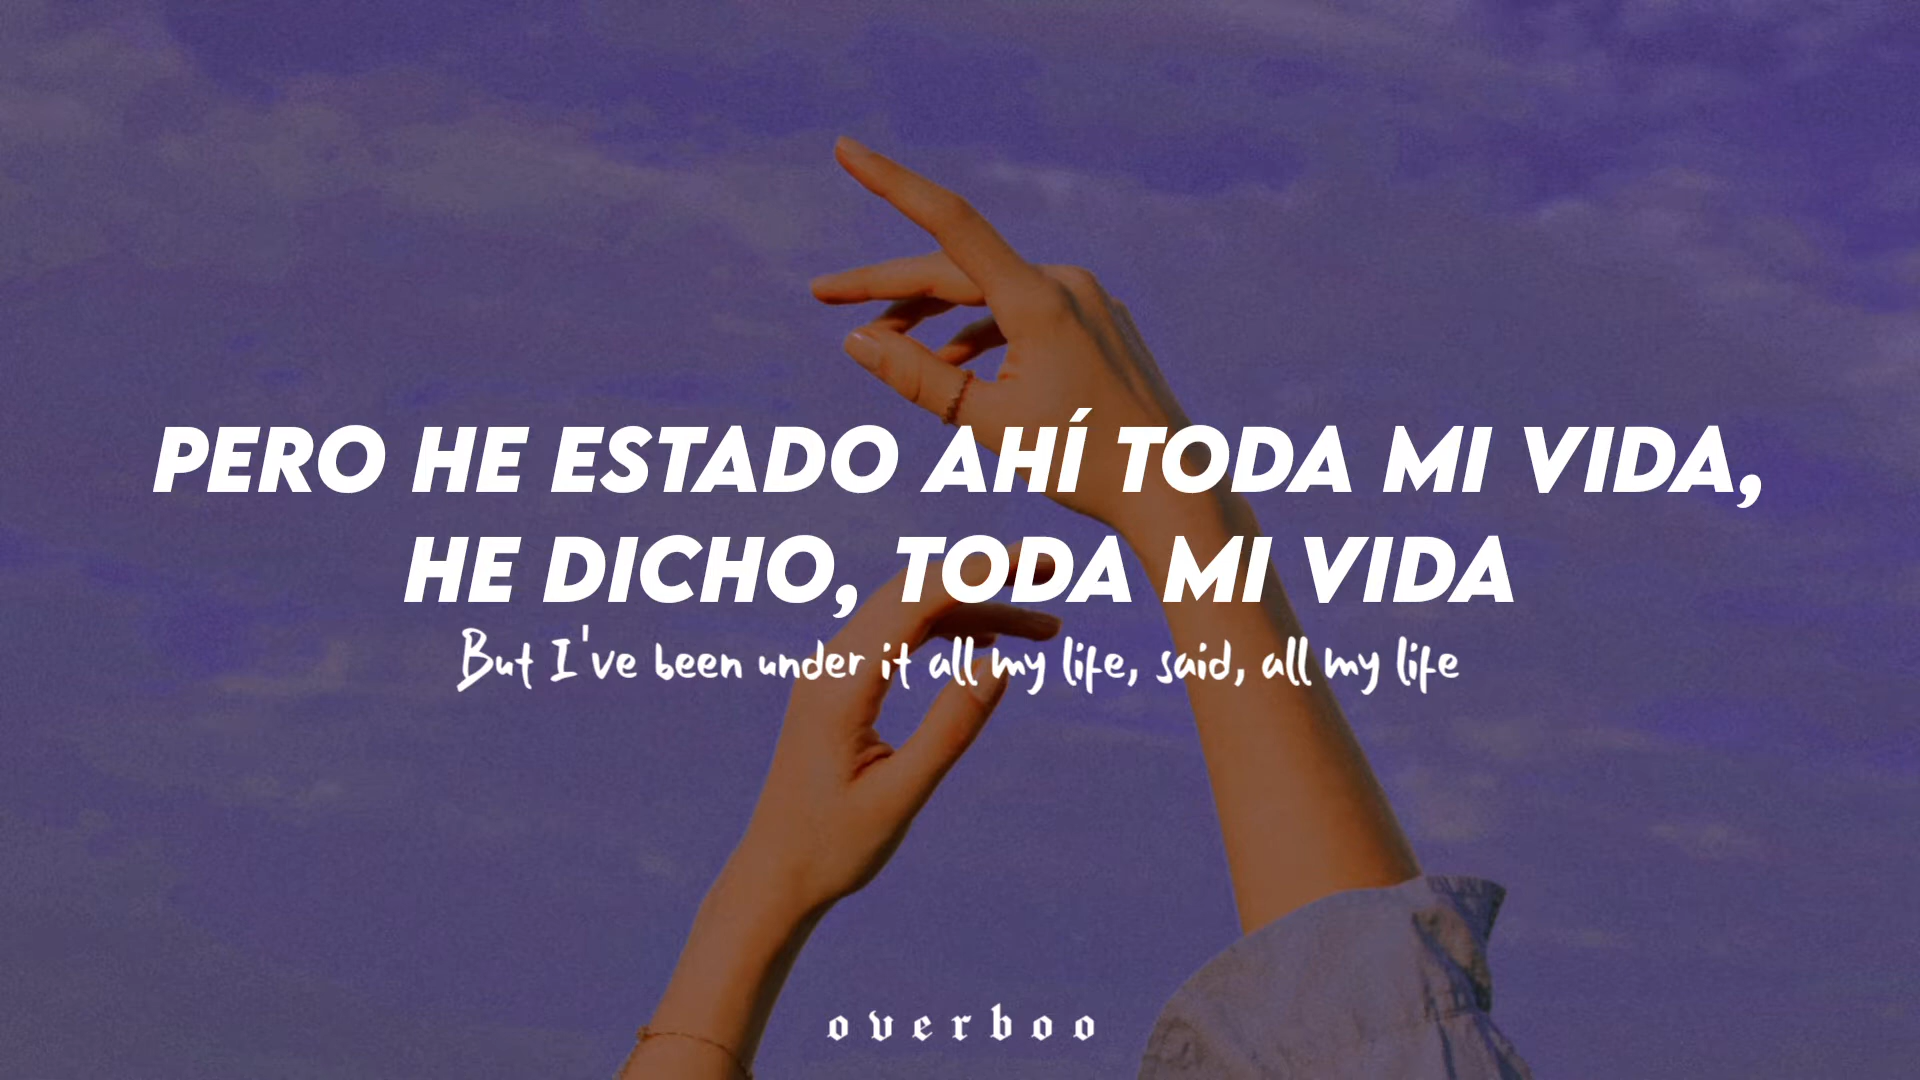 PERO HE ESTADO AHÍ TODA MI VIDA,
HE DICHO, TODA MI VIDA
But I've been under it all my life, said, all my life
overboo